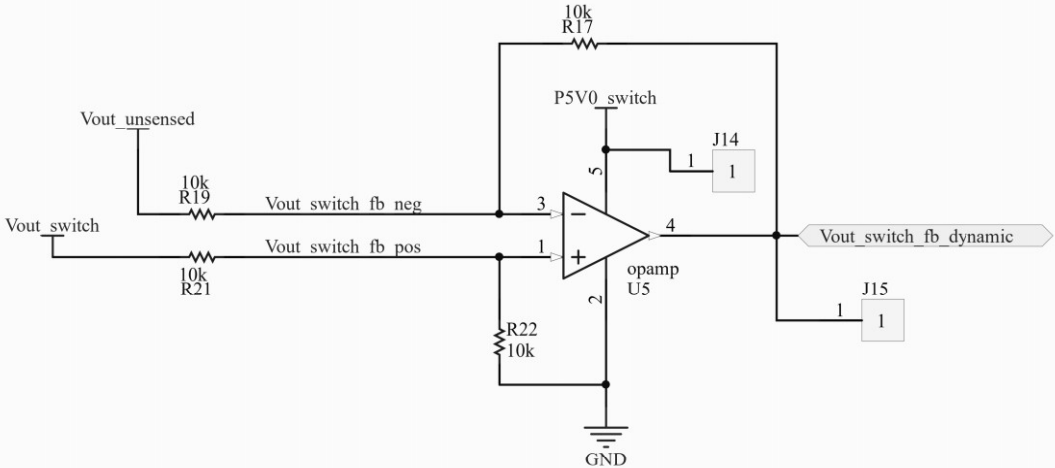 10k
R17
P5V0_switch
Vout_unsensed
J14
1
1
5
10k
R19
Vout_switch_fb_neg
3
Vout_switch
4
Vout_switch_fb_dynamic
Vout_switch_fb_pos
1
10k
R21
opamp
U5
2
J15
1
1
R22
10k
GND